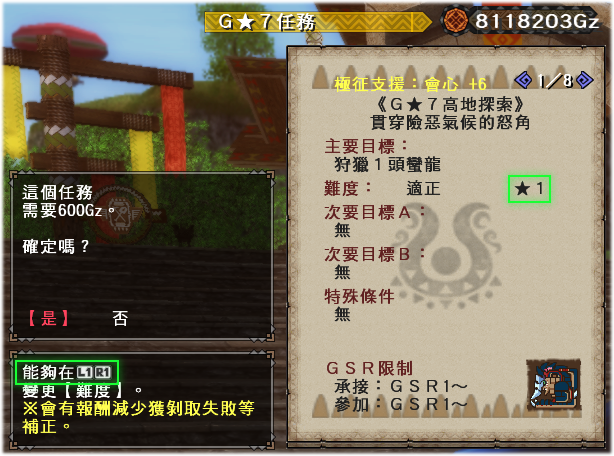 G★7任務
8118203Gz
極征支援：會心 +6
1/8
《G★7高地探索》
貫穿險惡氣候的怒角
主要目標：
狩獵1頭蠻龍
難度： 適正 ★1
次要目標A：
無
次要目標B：
無
特殊條件
無
GSR限制
承接：GSR1～
參加：GSR1～
這個任務
需要600Gz。
確定嗎？
【是】 否
能夠在L1R1
變更【難度】。
※會有報酬減少獲剝取失敗等
補正。